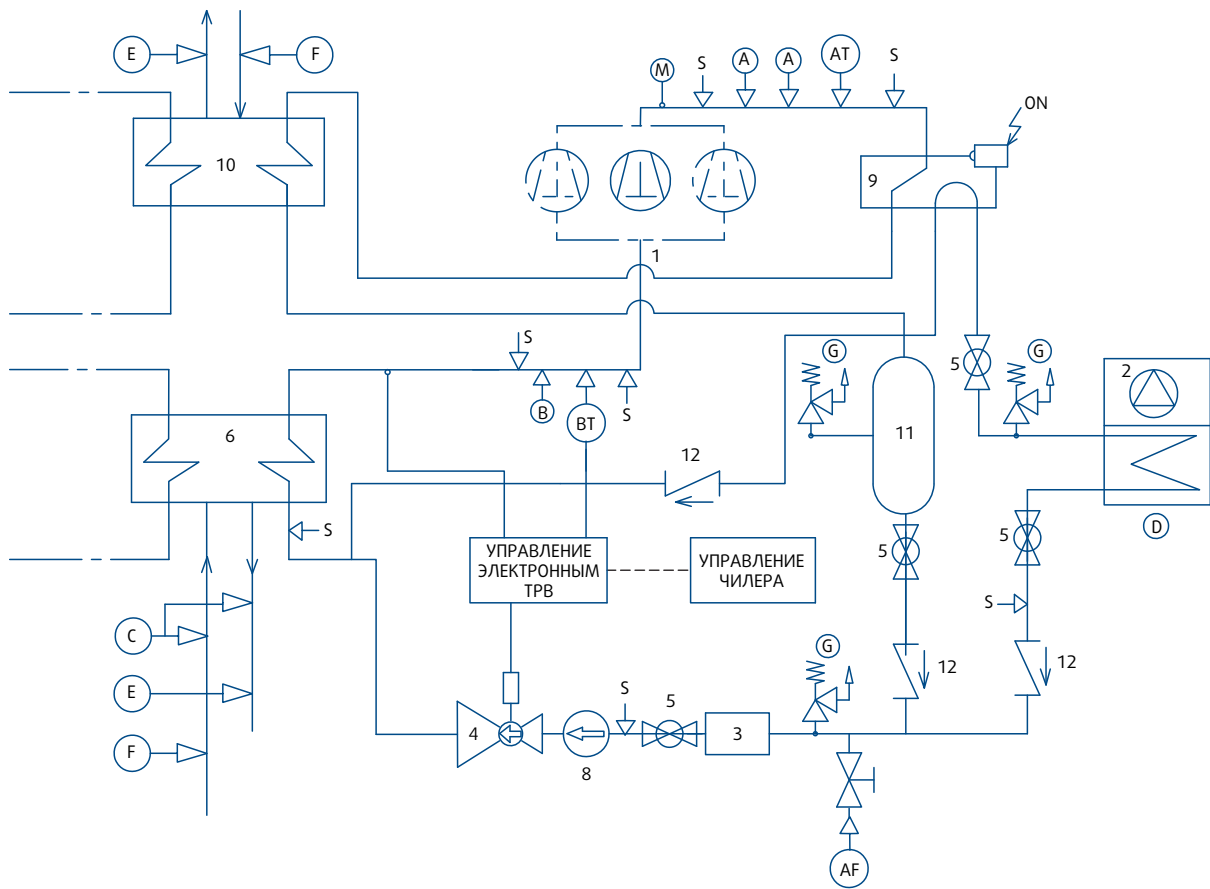 E
F
M
S
A
A
AT
S
ON
10
9
1
S
B
BT
S
G
5
G
2
6
12
11
S
D
5
5
УПРАВЛЕНИЕ
ЭЛЕКТРОННЫМ
ТРВ
УПРАВЛЕНИЕ
ЧИЛЕРА
S
C
G
12
12
E
S
5
4
3
F
8
AF